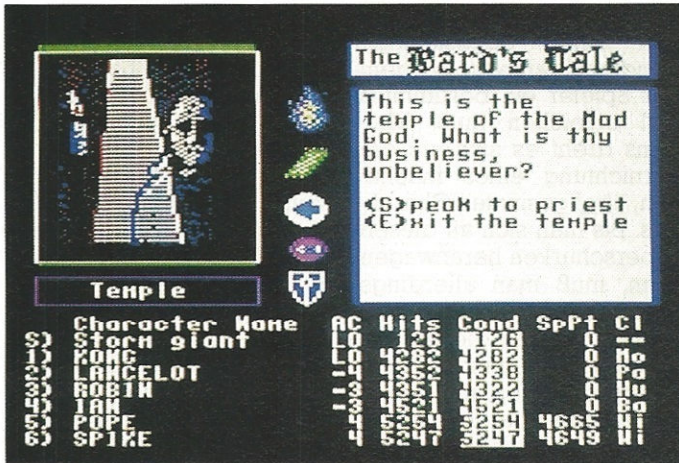 The Bard's Tale
This is the
temple of the Mad
God. What is thy
business,
unbeliever?
<S>peak to priest
<E>xit the temple
Temple
Character Name AC Hits Cond SpPt Cl
S) Storm giant LO 126 126 0 --
1) KONG LO 4282 4282 0 Mo
2) LANCELOT -4 4352 4338 0 Pa
3) ROBIN -3 4351 4322 0 Hu
4) IAN -3 4521 4521 0 Ba
5) POPE 4 5254 3254 4665 Wi
6) SPIKE 4 5247 3247 4649 Wi